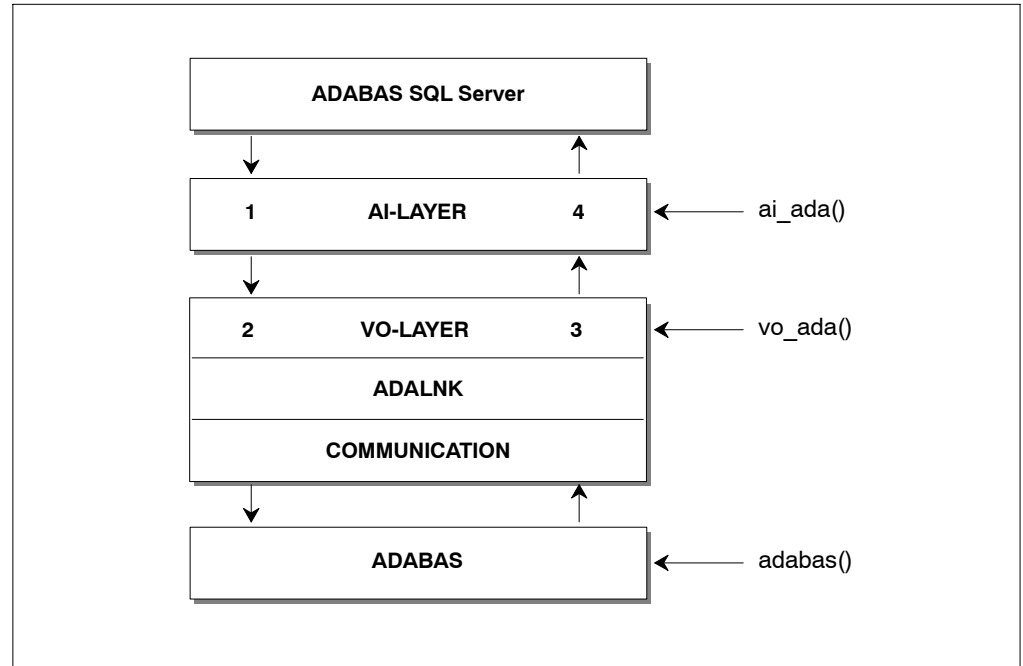 ADABAS SQL Server
1 AI-LAYER 4 ai_ada()
2 VO-LAYER 3 vo_ada()
ADALNK
COMMUNICATION
ADABAS adabas()